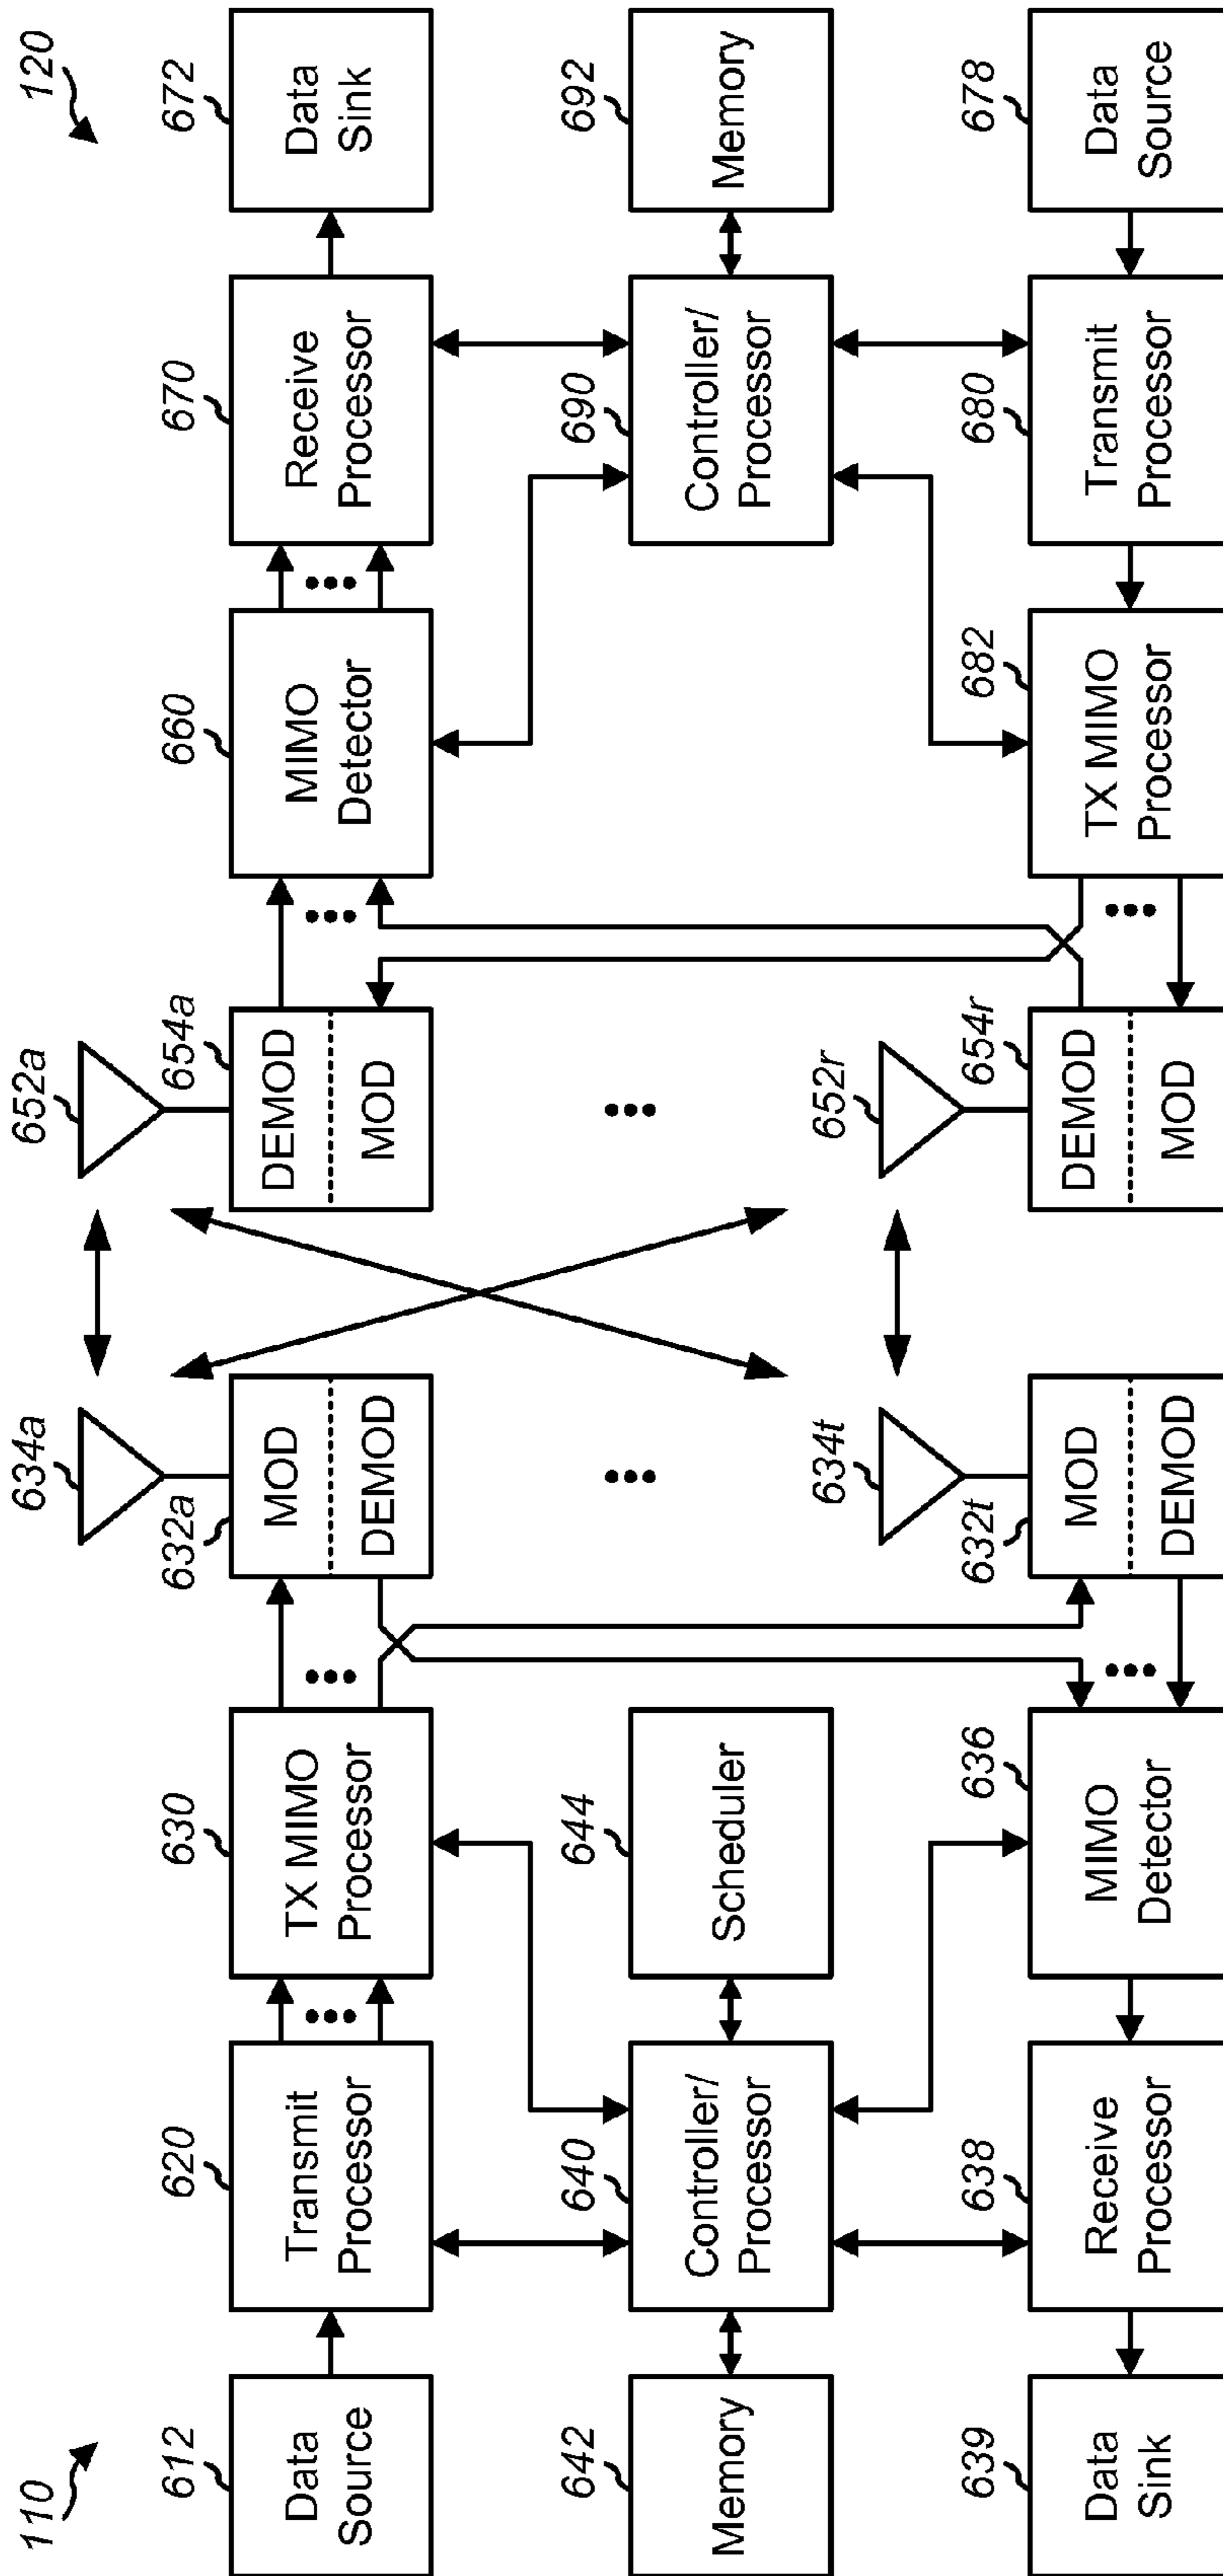 110
120
612
Data
Source
620
Transmit
Processor
630
TX MIMO
Processor
634a
632a
MOD
DEMOD
652a
654a
DEMOD
MOD
660
MIMO
Detector
670
Receive
Processor
672
Data
Sink
642
Memory
640
Controller/
Processor
644
Scheduler
690
Controller/
Processor
692
Memory
639
Data
Sink
638
Receive
Processor
636
MIMO
Detector
634t
632t
MOD
DEMOD
652r
654r
DEMOD
MOD
682
TX MIMO
Processor
680
Transmit
Processor
678
Data
Source